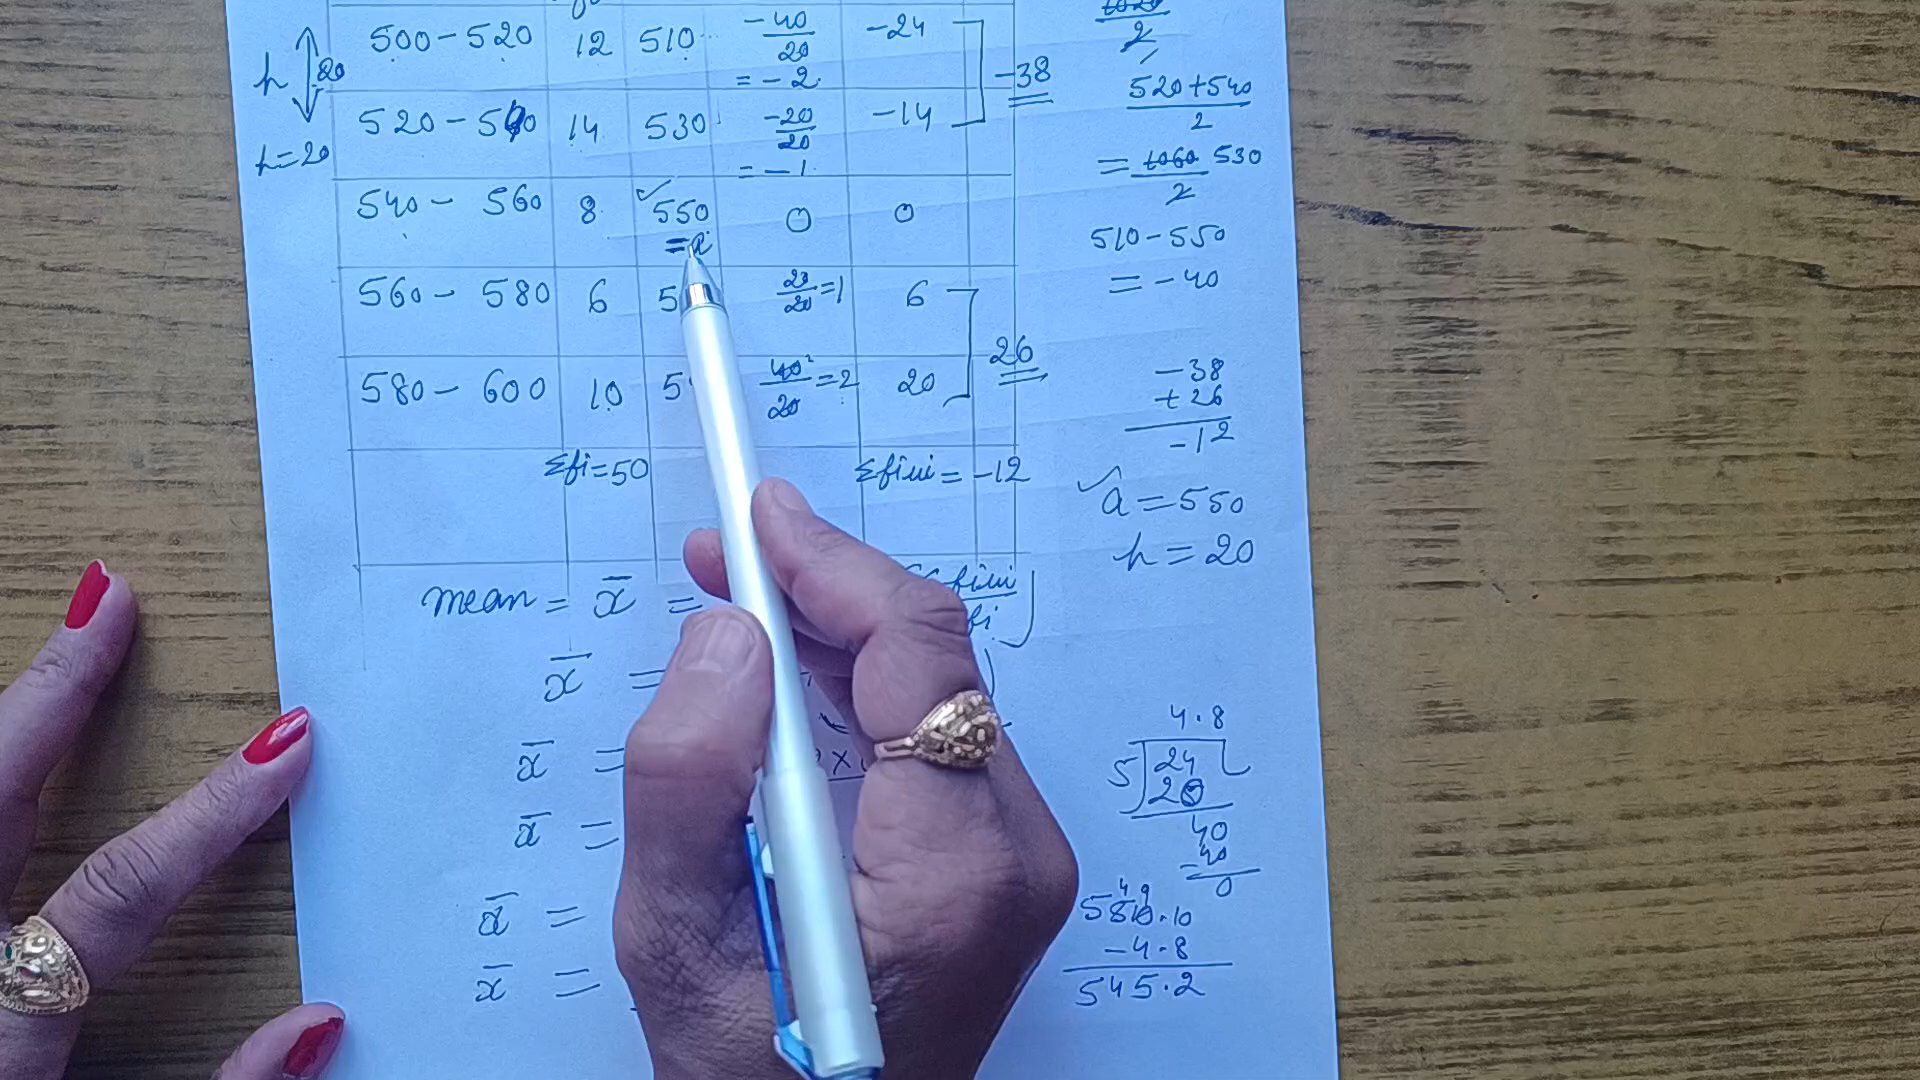 500 - 520 12 510 -40/20 = -2 -24
h 20
520 - 540 14 530 -20/20 = -1 -14
-38
h = 20
540 - 560 8 ✓550 = a 0 0
560 - 580 6 5 20/20 = 1 6
580 - 600 10 5 40/20 = 2 20
26
Σfi = 50 Σfiui = -12
mean = x̄ =
x̄ =
x̄ =
x̄ =
x̄ =
x̄ =
2
520 + 540
2
= 1060 530
2
510 - 550
= -40
-38
+26
-12
✓a = 550
h = 20
4.8
5 24
20
40
40
0
-4.8
545.2